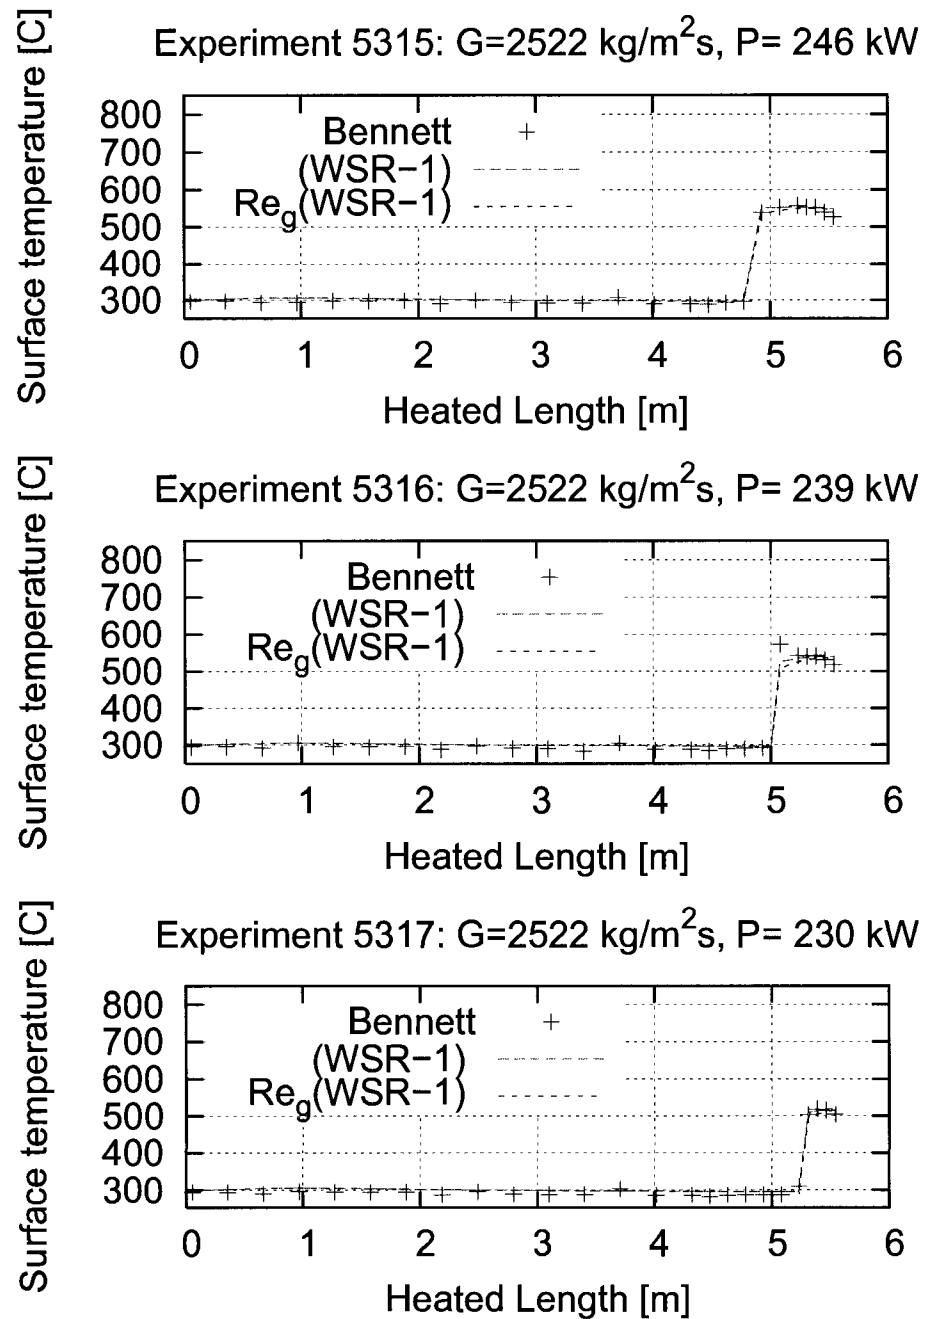 Experiment 5315: G=2522 kg/m²s, P= 246 kW
Surface temperature [C]
800
700
600
500
400
300
Bennett
(WSR−1)
Reg(WSR−1)
0 1 2 3 4 5 6
Heated Length [m]
Experiment 5316: G=2522 kg/m²s, P= 239 kW
Surface temperature [C]
800
700
600
500
400
300
Bennett
(WSR−1)
Reg(WSR−1)
0 1 2 3 4 5 6
Heated Length [m]
Experiment 5317: G=2522 kg/m²s, P= 230 kW
Surface temperature [C]
800
700
600
500
400
300
Bennett
(WSR−1)
Reg(WSR−1)
0 1 2 3 4 5 6
Heated Length [m]